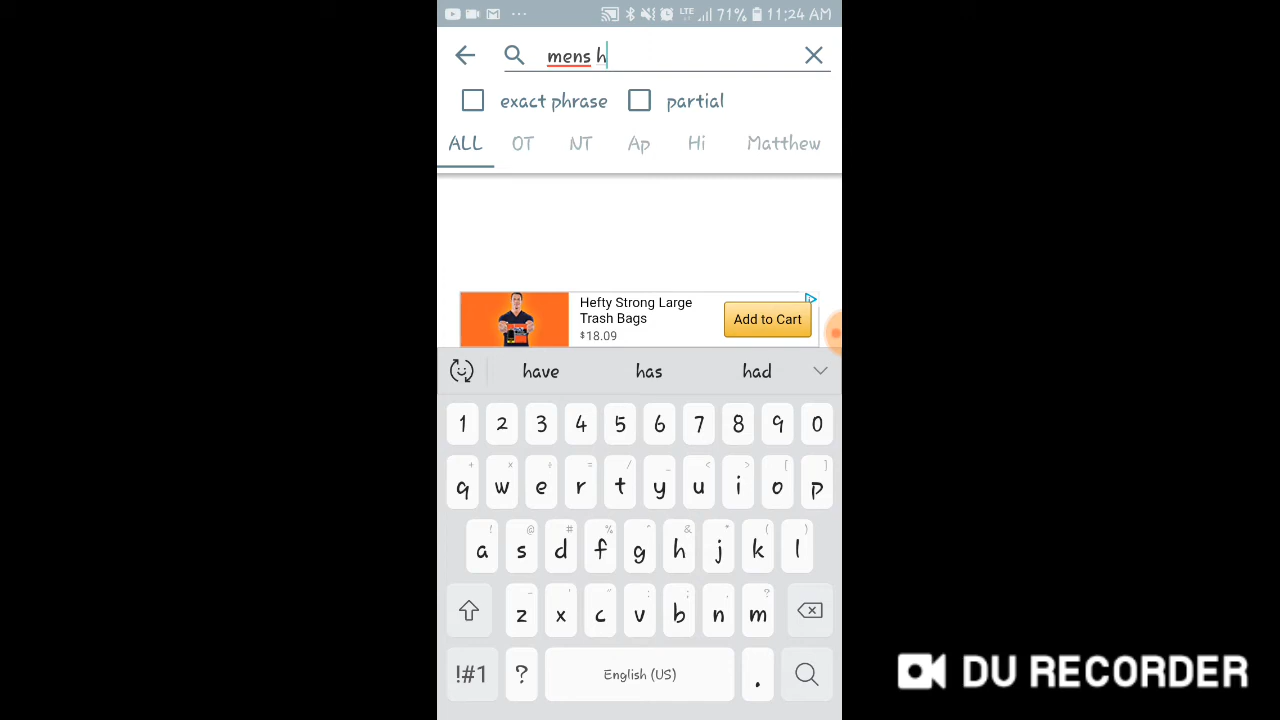 LTE 71% 11:24 AM
mens h
exact phrase partial
ALL OT NT Ap Hi Matthew
Hefty Strong Large
Trash Bags
$18.09
Add to Cart
have has had
1 2 3 4 5 6 7 8 9 0
+ × ÷ = / _ < > [ ]
q w e r t y u i o p
! @ # % ^ & * ( )
a s d f g h j k l
- ' " : ; , ?
z x c v b n m
!#1 ? English (US) .
DU RECORDER